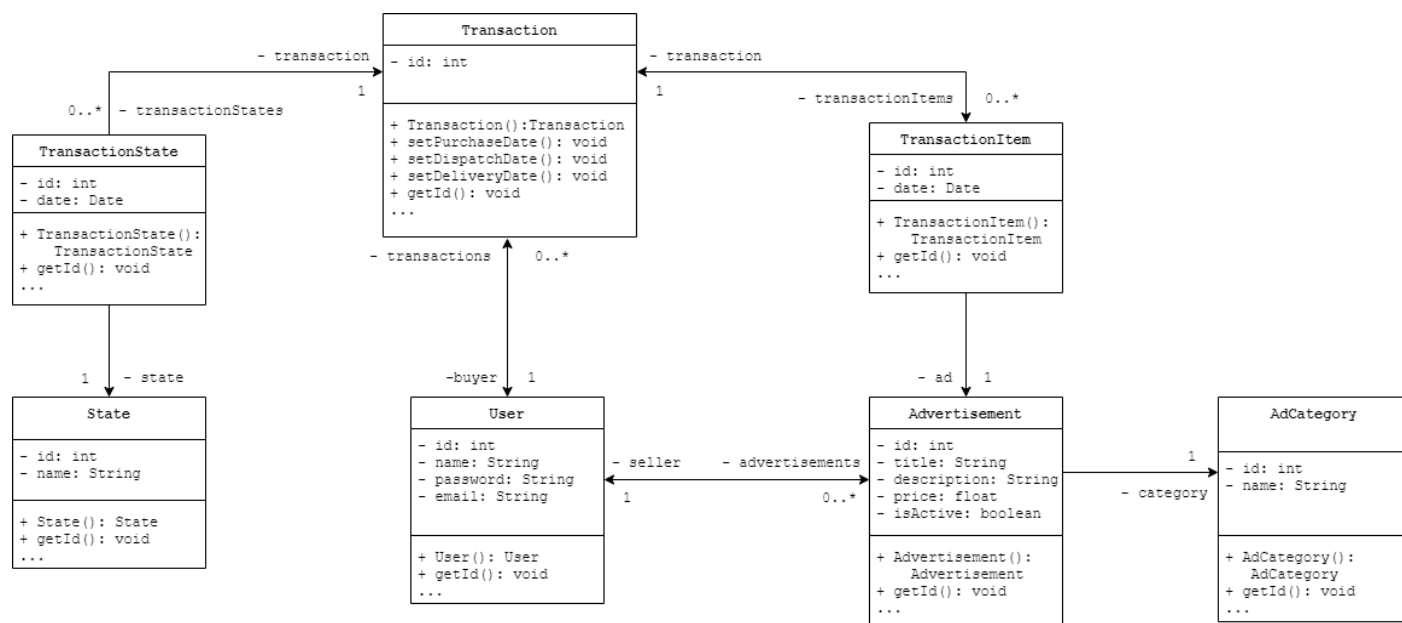 Transaction
- id: int
+ Transaction():Transaction
+ setPurchaseDate(): void
+ setDispatchDate(): void
+ setDeliveryDate(): void
+ getId(): void
...
- transaction
1
0..*
- transactionStates
- transaction
1
- transactionItems
0..*
TransactionState
- id: int
- date: Date
+ TransactionState():
TransactionState
+ getId(): void
...
TransactionItem
- id: int
- date: Date
+ TransactionItem():
TransactionItem
+ getId(): void
...
- transactions
0..*
1
- state
-buyer
1
- ad
1
State
- id: int
- name: String
+ State(): State
+ getId(): void
...
User
- id: int
- name: String
- password: String
- email: String
+ User(): User
+ getId(): void
...
- seller
1
- advertisements
0..*
Advertisement
- id: int
- title: String
- description: String
- price: float
- isActive: boolean
+ Advertisement():
Advertisement
+ getId(): void
...
1
- category
AdCategory
- id: int
- name: String
+ AdCategory():
AdCategory
+ getId(): void
...